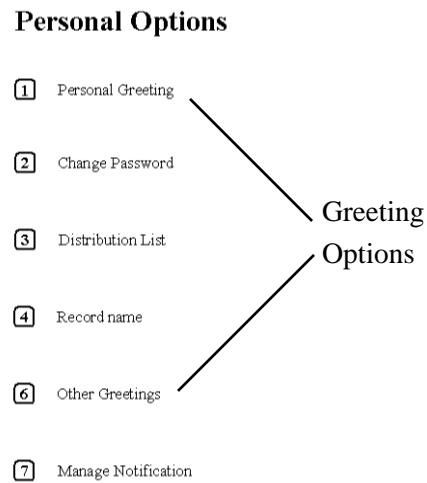 Personal Options
1 Personal Greeting
2 Change Password
3 Distribution List
4 Record name
6 Other Greetings
7 Manage Notification
Greeting
Options